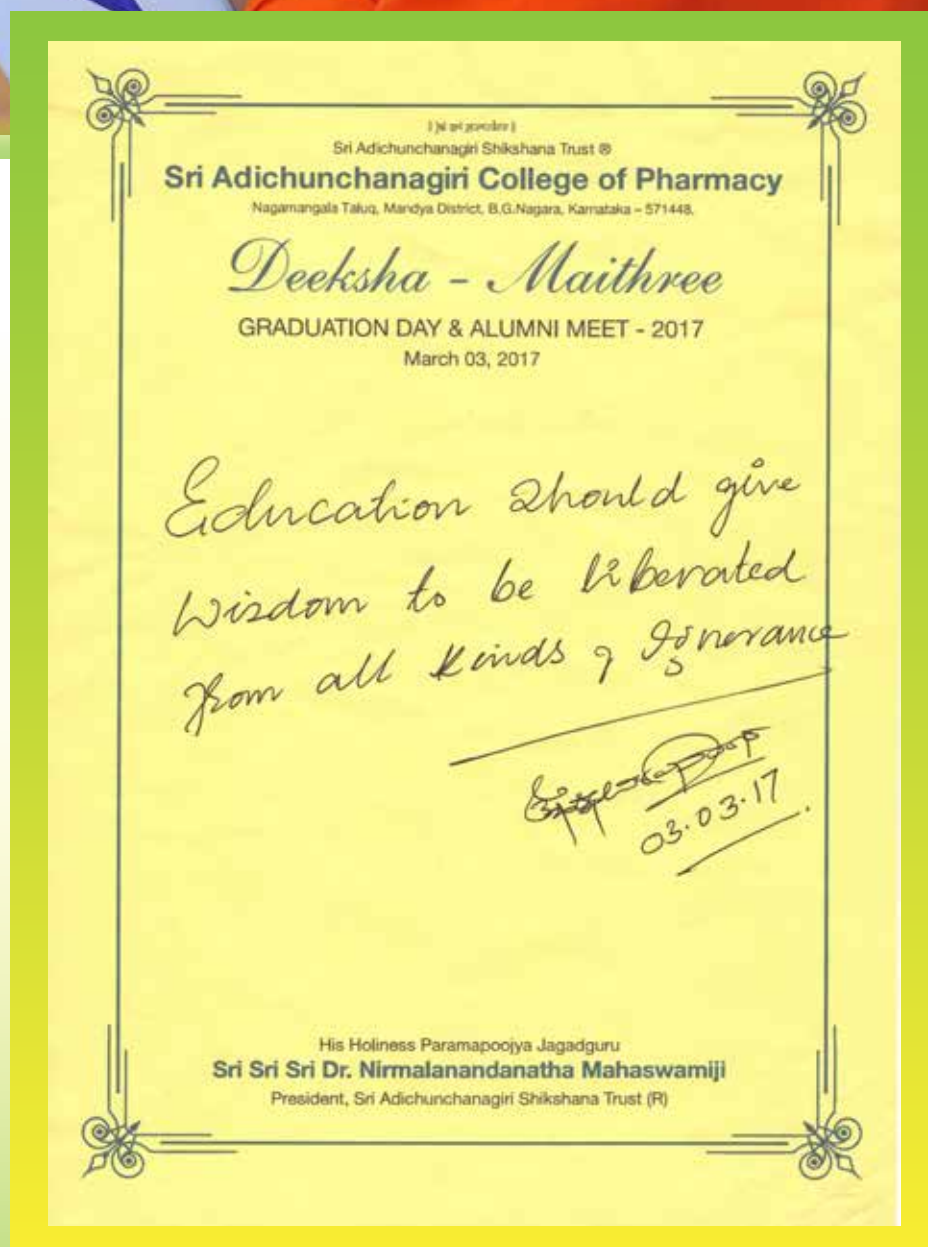 Sri Adichunchanagiri Shikshana Trust ®
Sri Adichunchanagiri College of Pharmacy
Nagamangala Taluq, Mandya District, B.G.Nagara, Karnataka – 571448.
Deeksha - Maithree
GRADUATION DAY & ALUMNI MEET - 2017
March 03, 2017
Education should give
Wisdom to be liberated
from all kinds of Ignorance
03.03.17
His Holiness Paramapoojya Jagadguru
Sri Sri Sri Dr. Nirmalanandanatha Mahaswamiji
President, Sri Adichunchanagiri Shikshana Trust (R)